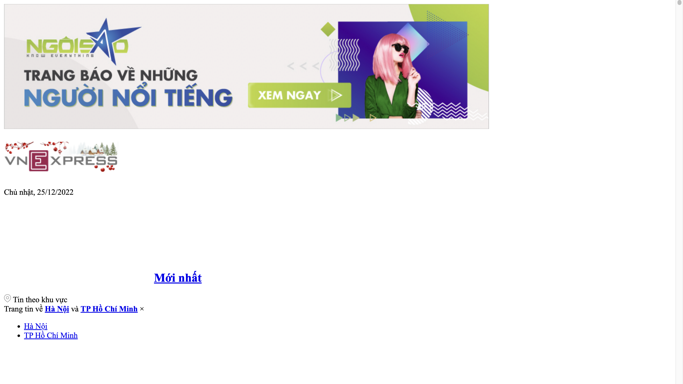 NGÔISAO
KNOW EVERYTHING
TRANG BÁO VỀ NHỮNG
NGƯỜI NỔI TIẾNG
XEM NGAY
VNEXPRESS
Chủ nhật, 25/12/2022
Mới nhất
Tin theo khu vực
Trang tin về Hà Nội và TP Hồ Chí Minh ×
Hà Nội
TP Hồ Chí Minh